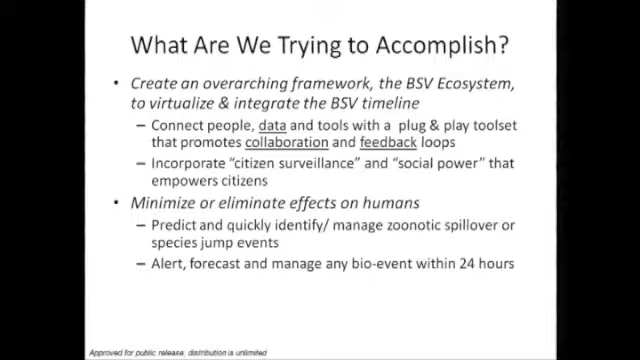 What Are We Trying to Accomplish?
• Create an overarching framework, the BSV Ecosystem,
to virtualize & integrate the BSV timeline
– Connect people, data and tools with a plug & play toolset
that promotes collaboration and feedback loops
– Incorporate “citizen surveillance” and “social power” that
empowers citizens
• Minimize or eliminate effects on humans
– Predict and quickly identify/ manage zoonotic spillover or
species jump events
– Alert, forecast and manage any bio-event within 24 hours
Approved for public release; distribution is unlimited